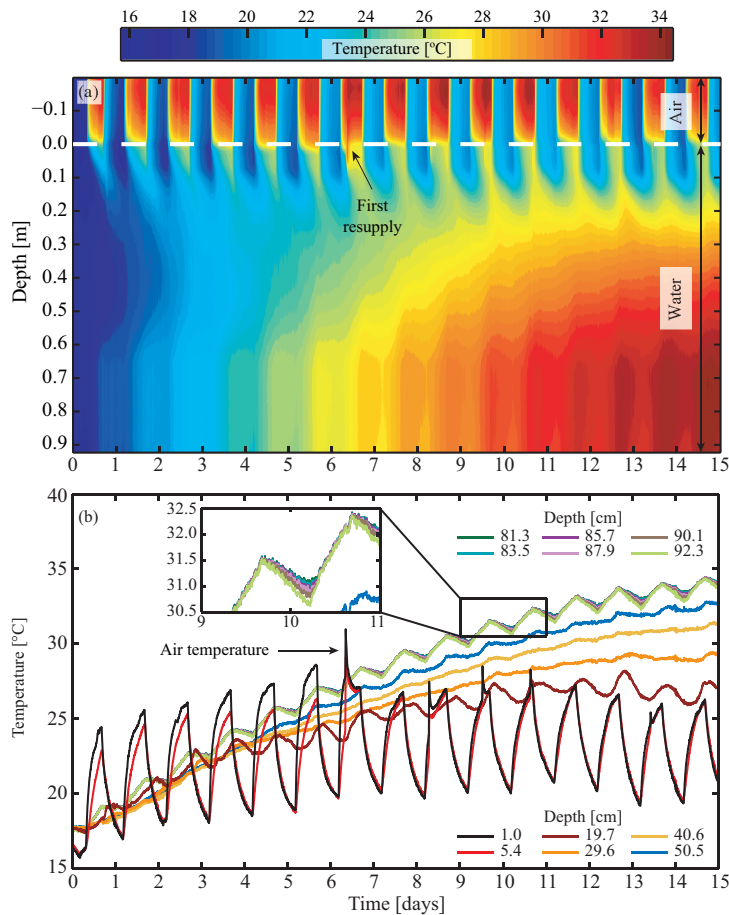 16 18 20 22 24 26 28 30 32 34
Temperature [ºC]
(a)
Air
Water
First
resupply
Depth [m]
−0.1
0.0
0.1
0.2
0.3
0.4
0.5
0.6
0.7
0.8
0.9
0 1 2 3 4 5 6 7 8 9 10 11 12 13 14 15
(b)
40
35
30
25
20
15
Temperature [°C]
32.5
32.0
31.5
31.0
30.5
9 10 11
Depth [cm]
81.3 85.7 90.1
83.5 87.9 92.3
Air temperature
Depth [cm]
1.0 19.7 40.6
5.4 29.6 50.5
0 1 2 3 4 5 6 7 8 9 10 11 12 13 14 15
Time [days]